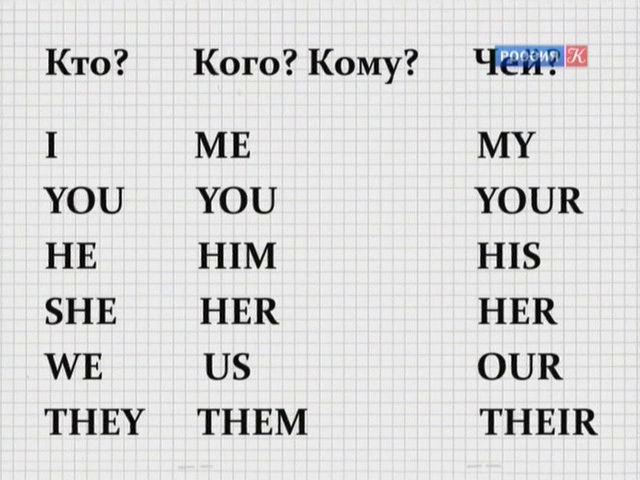 Кто? Кого? Кому? Чей?
РОССИЯ К
I ME MY
YOU YOU YOUR
HE HIM HIS
SHE HER HER
WE US OUR
THEY THEM THEIR